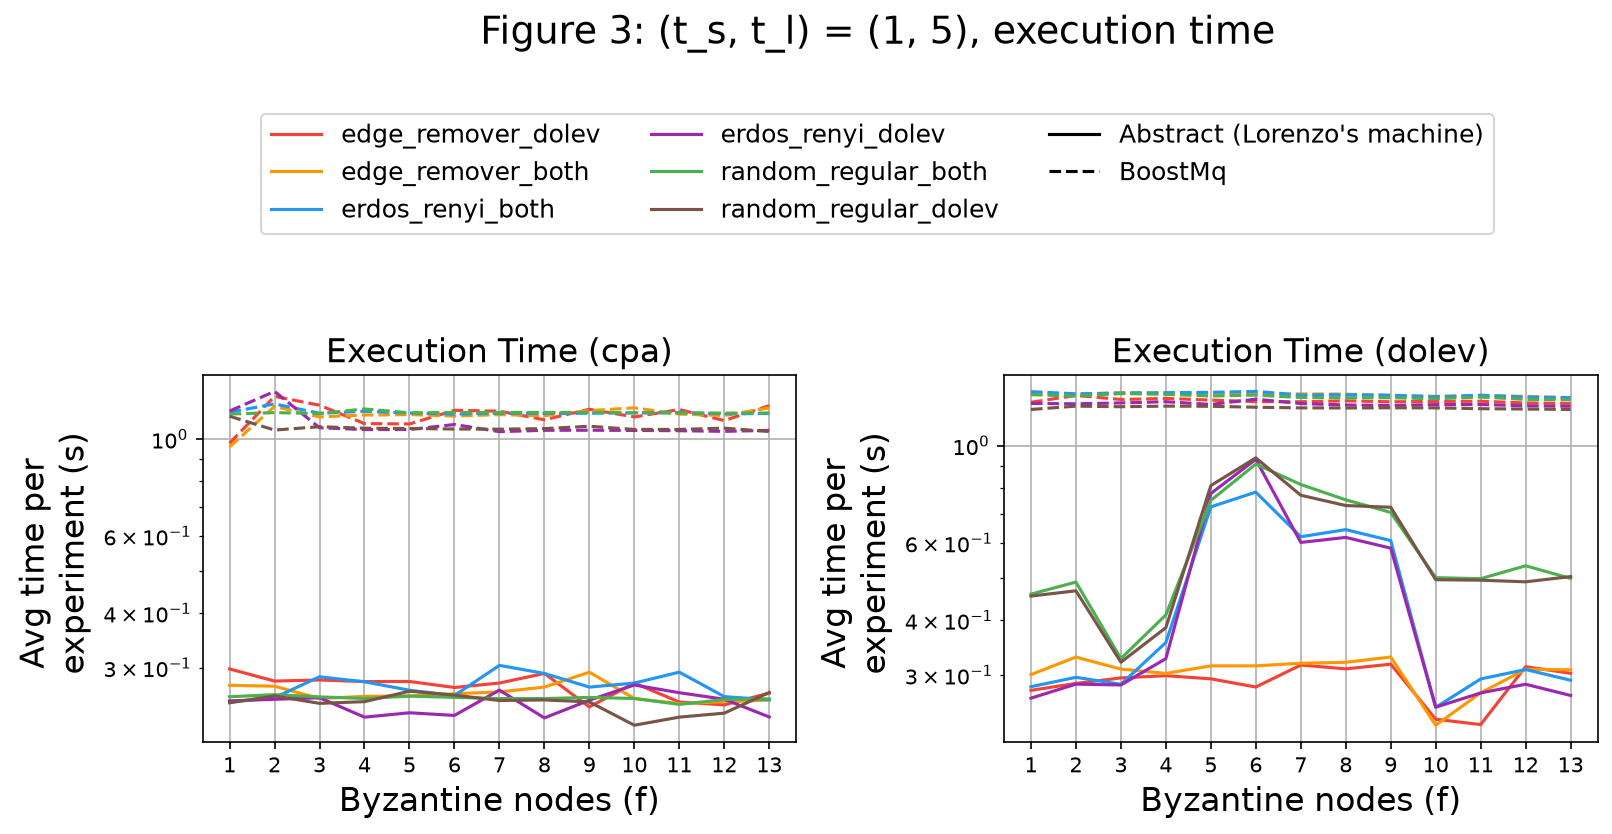 Figure 3: (t_s, t_l) = (1, 5), execution time
edge_remover_dolev
edge_remover_both
erdos_renyi_both
erdos_renyi_dolev
random_regular_both
random_regular_dolev
Abstract (Lorenzo's machine)
BoostMq
Execution Time (cpa)
Avg time per
experiment (s)
10⁰
6 × 10⁻¹
4 × 10⁻¹
3 × 10⁻¹
1 2 3 4 5 6 7 8 9 10 11 12 13
Byzantine nodes (f)
Execution Time (dolev)
Avg time per
experiment (s)
10⁰
6 × 10⁻¹
4 × 10⁻¹
3 × 10⁻¹
1 2 3 4 5 6 7 8 9 10 11 12 13
Byzantine nodes (f)